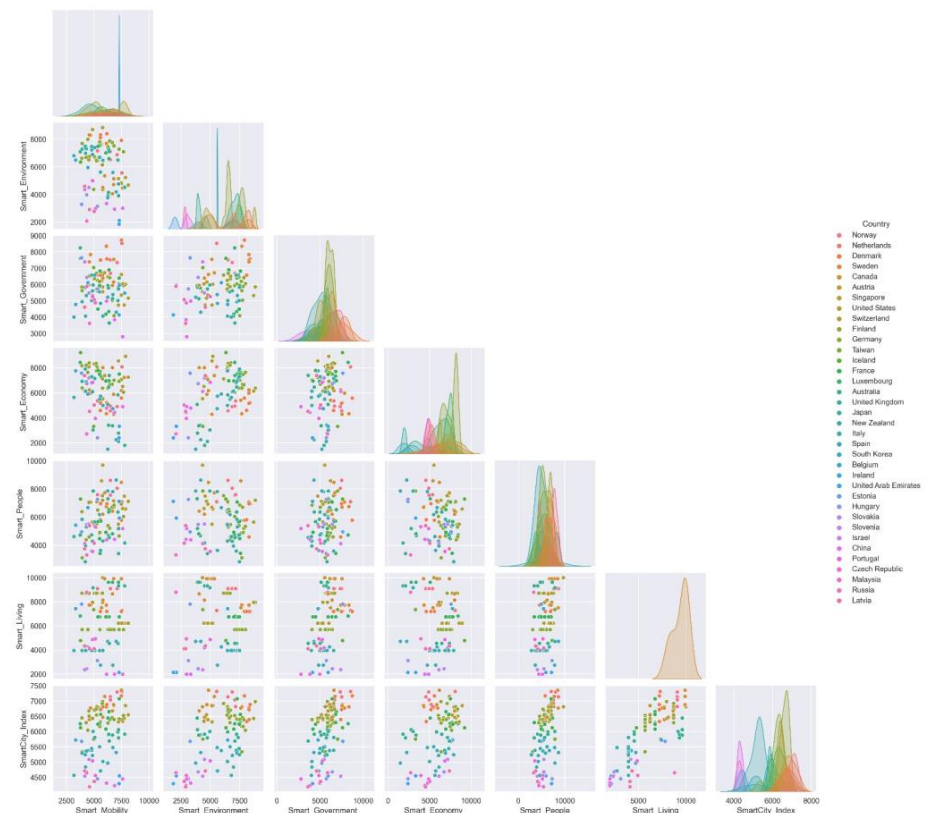 8000
6000
4000
2000
Smart_Environment
9000
8000
7000
6000
5000
4000
3000
Smart_Government
8000
6000
4000
2000
Smart_Economy
10000
8000
6000
4000
Smart_People
10000
8000
6000
4000
2000
Smart_Living
7500
7000
6500
6000
5500
5000
4500
SmartCity_Index
2500 5000 7500 10000
Smart_Mobility
2500 5000 7500
Smart_Environment
0 5000 10000
Smart_Government
0 5000 10000
Smart_Economy
0 10000
Smart_People
5000 10000
Smart_Living
4000 6000 8000
SmartCity_Index
Country
Norway
Netherlands
Denmark
Sweden
Canada
Austria
Singapore
United States
Switzerland
Finland
Germany
Taiwan
Iceland
France
Luxembourg
Australia
United Kingdom
Japan
New Zealand
Italy
Spain
South Korea
Belgium
Ireland
United Arab Emirates
Estonia
Hungary
Slovakia
Slovenia
Israel
China
Portugal
Czech Republic
Malaysia
Russia
Latvia